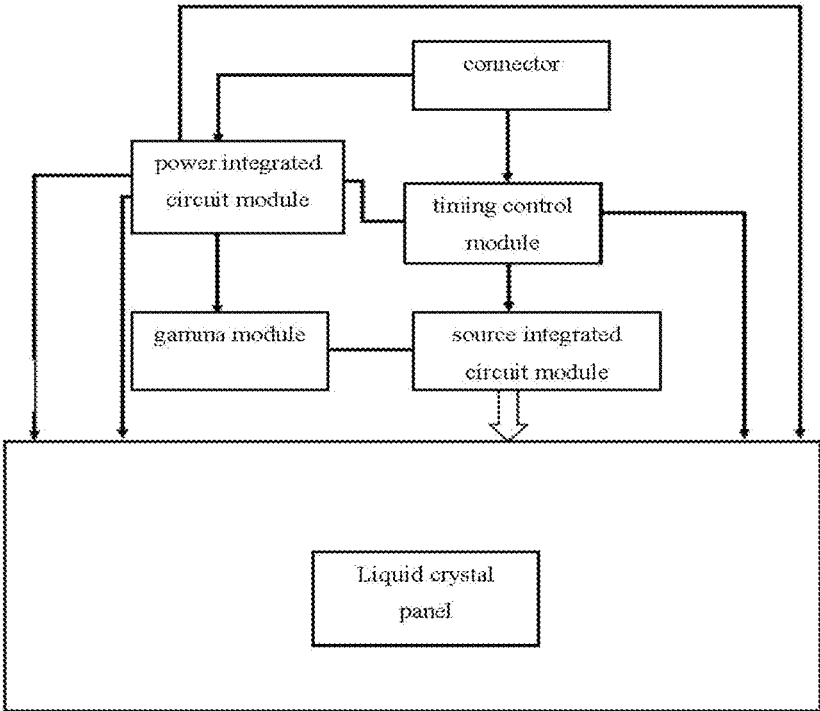 connector
power integrated
circuit module
timing control
module
gamma module
source integrated
circuit module
Liquid crystal
panel